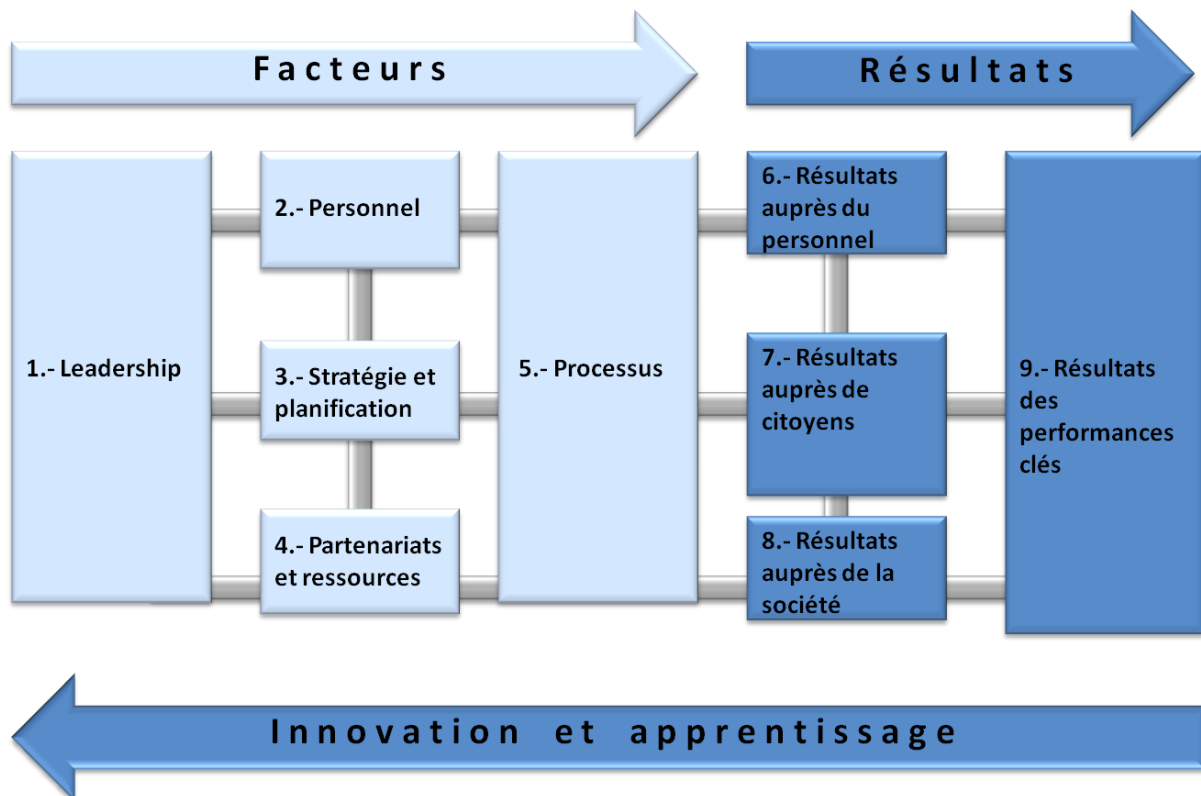 Facteurs
Résultats
1.- Leadership
2.- Personnel
3.- Stratégie et
planification
4.- Partenariats
et ressources
5.- Processus
6.- Résultats
auprès du
personnel
7.- Résultats
auprès de
citoyens
8.- Résultats
auprès de la
société
9.- Résultats
des
performances
clés
Innovation et apprentissage